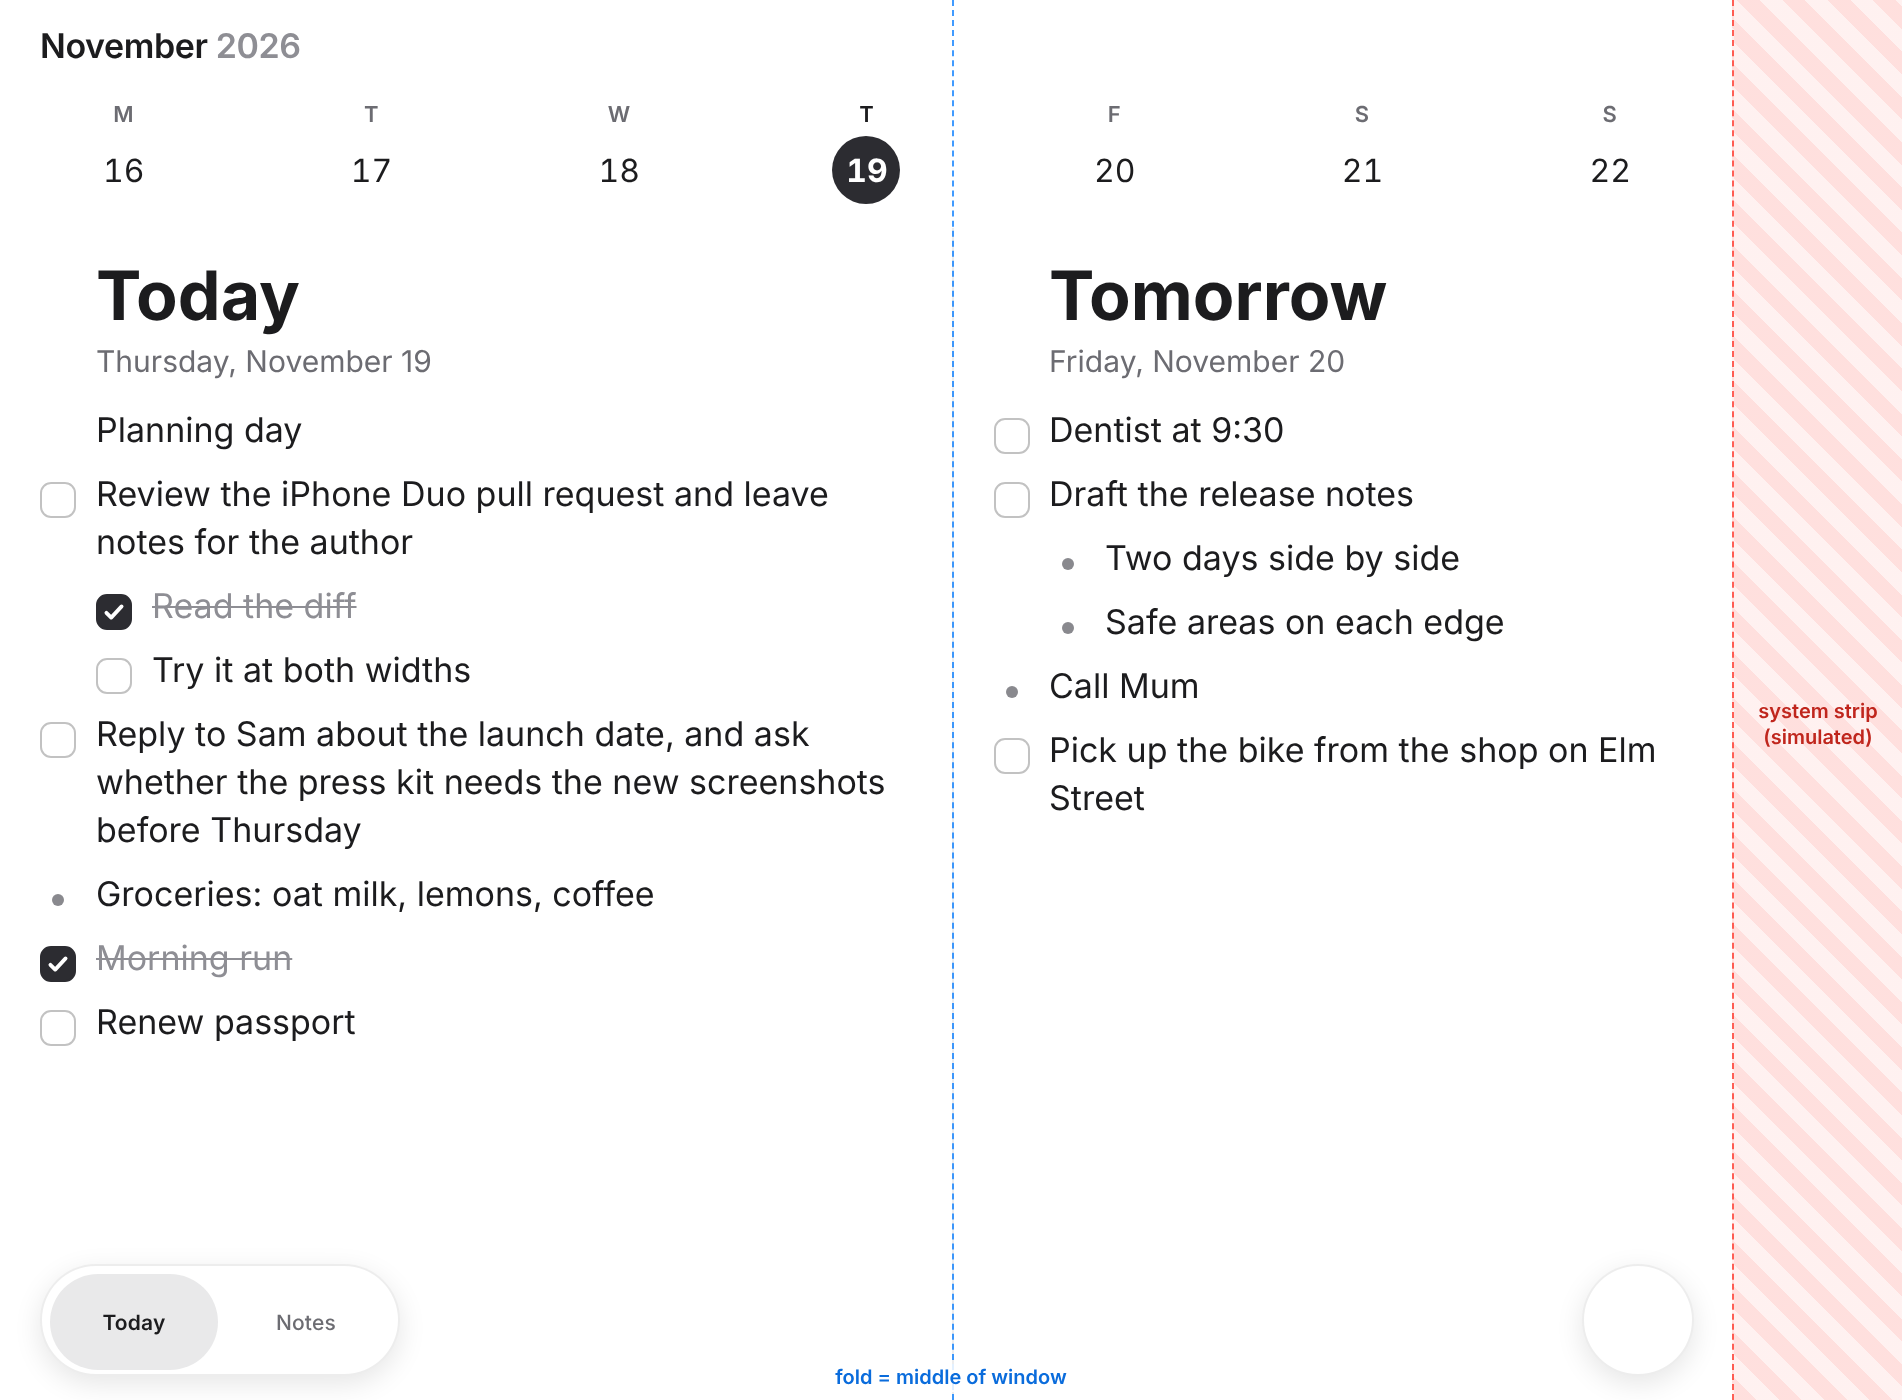 November 2026
M T W T F S S
16 17 18 19 20 21 22
Today
Thursday, November 19
Planning day
Review the iPhone Duo pull request and leave
notes for the author
Read the diff
Try it at both widths
Reply to Sam about the launch date, and ask
whether the press kit needs the new screenshots
before Thursday
Groceries: oat milk, lemons, coffee
Morning run
Renew passport
Tomorrow
Friday, November 20
Dentist at 9:30
Draft the release notes
Two days side by side
Safe areas on each edge
Call Mum
Pick up the bike from the shop on Elm
Street
system strip
(simulated)
Today Notes
fold = middle of window